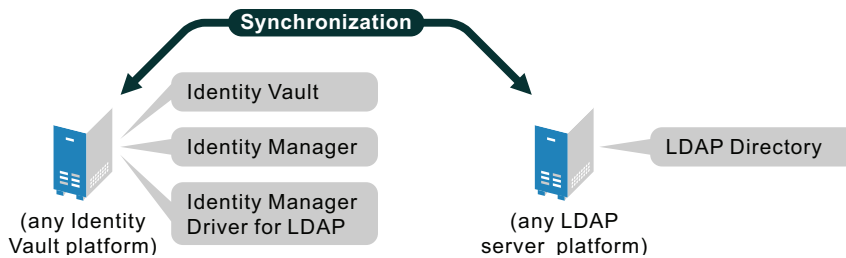 Synchronization
Identity Vault
Identity Manager
LDAP Directory
Identity Manager
Driver for LDAP
(any Identity
Vault platform)
(any LDAP
server platform)